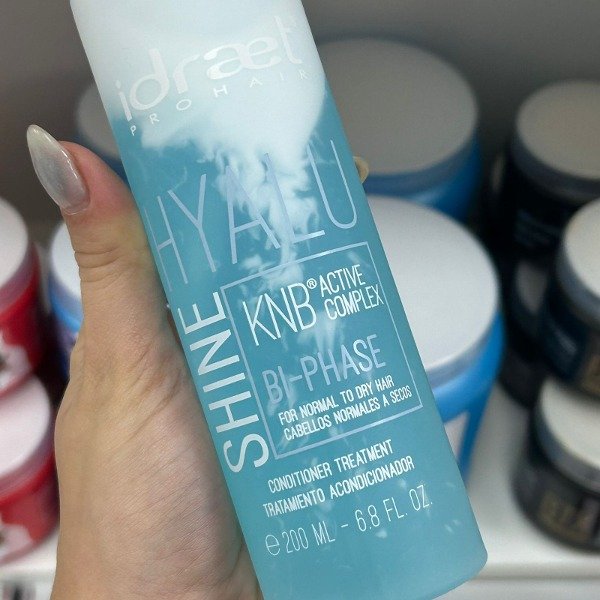 idraet
PRO HAIR
HYALU
SHINE
KNB® ACTIVE
COMPLEX
BI-PHASE
FOR NORMAL TO DRY HAIR
CABELLOS NORMALES A SECOS
CONDITIONER TREATMENT
TRATAMIENTO ACONDICIONADOR
℮ 200 ML - 6.8 FL. OZ.